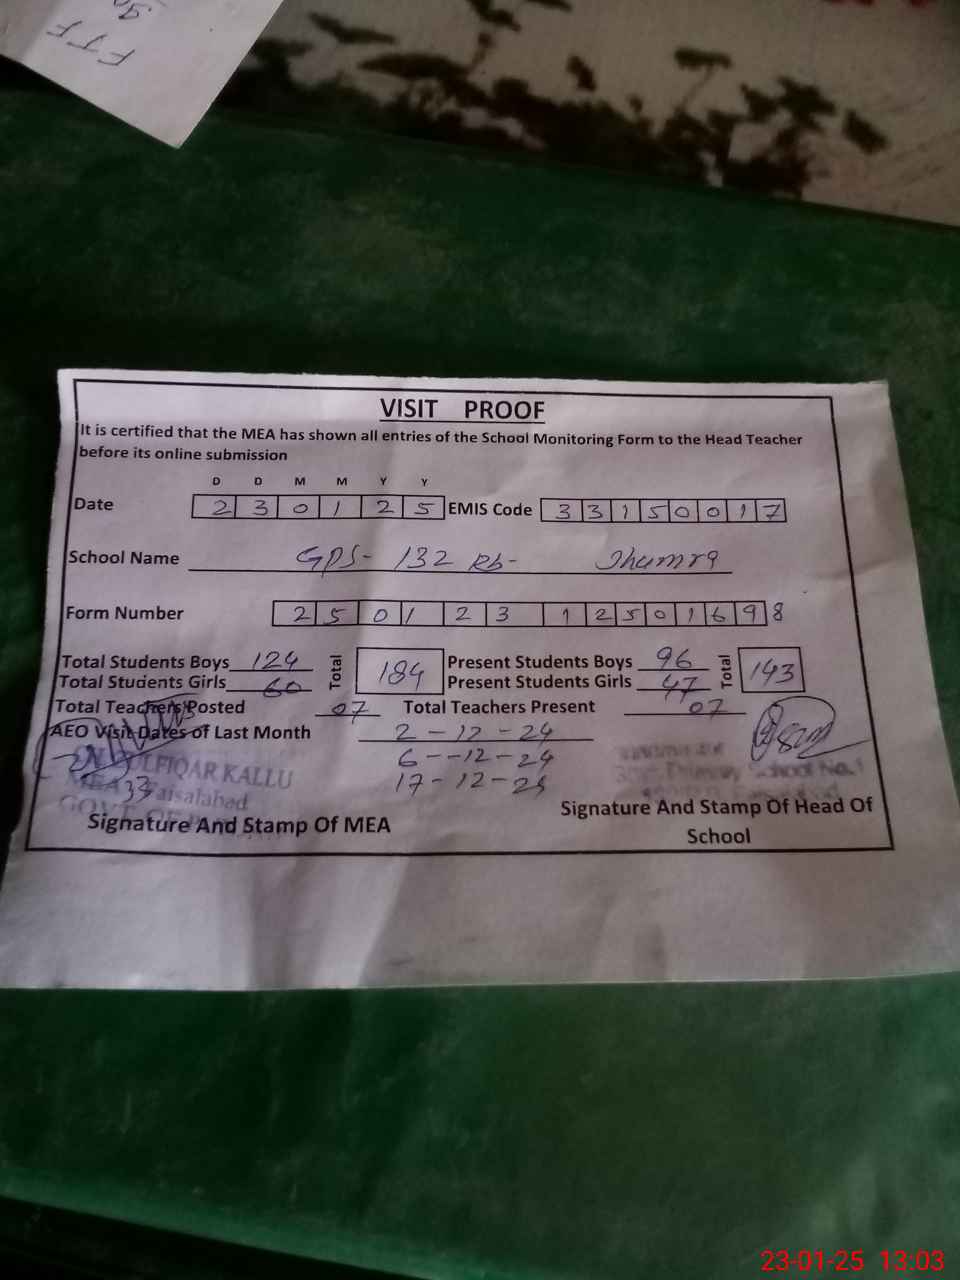 FTF
VISIT PROOF
It is certified that the MEA has shown all entries of the School Monitoring Form to the Head Teacher
before its online submission
D D M M Y Y
Date 2 3 0 1 2 5 EMIS Code 3 3 1 5 0 0 1 7
School Name GPS- 132 Rb- Jhumra
Form Number 2 5 0 1 2 3 1 2 5 0 1 6 9 8
Total Students Boys 124 Total 184 Present Students Boys 96 Total 143
Total Students Girls 60 Present Students Girls 47
Total Teachers Posted 07 Total Teachers Present 07
AEO Visit Dates of Last Month 2-12-24
6--12-24
ZULFIQAR KALLU
17-12-24
MEA 33 Faisalabad
School No.1
Signature And Stamp Of MEA
Signature And Stamp Of Head Of
School
23-01-25 13:03